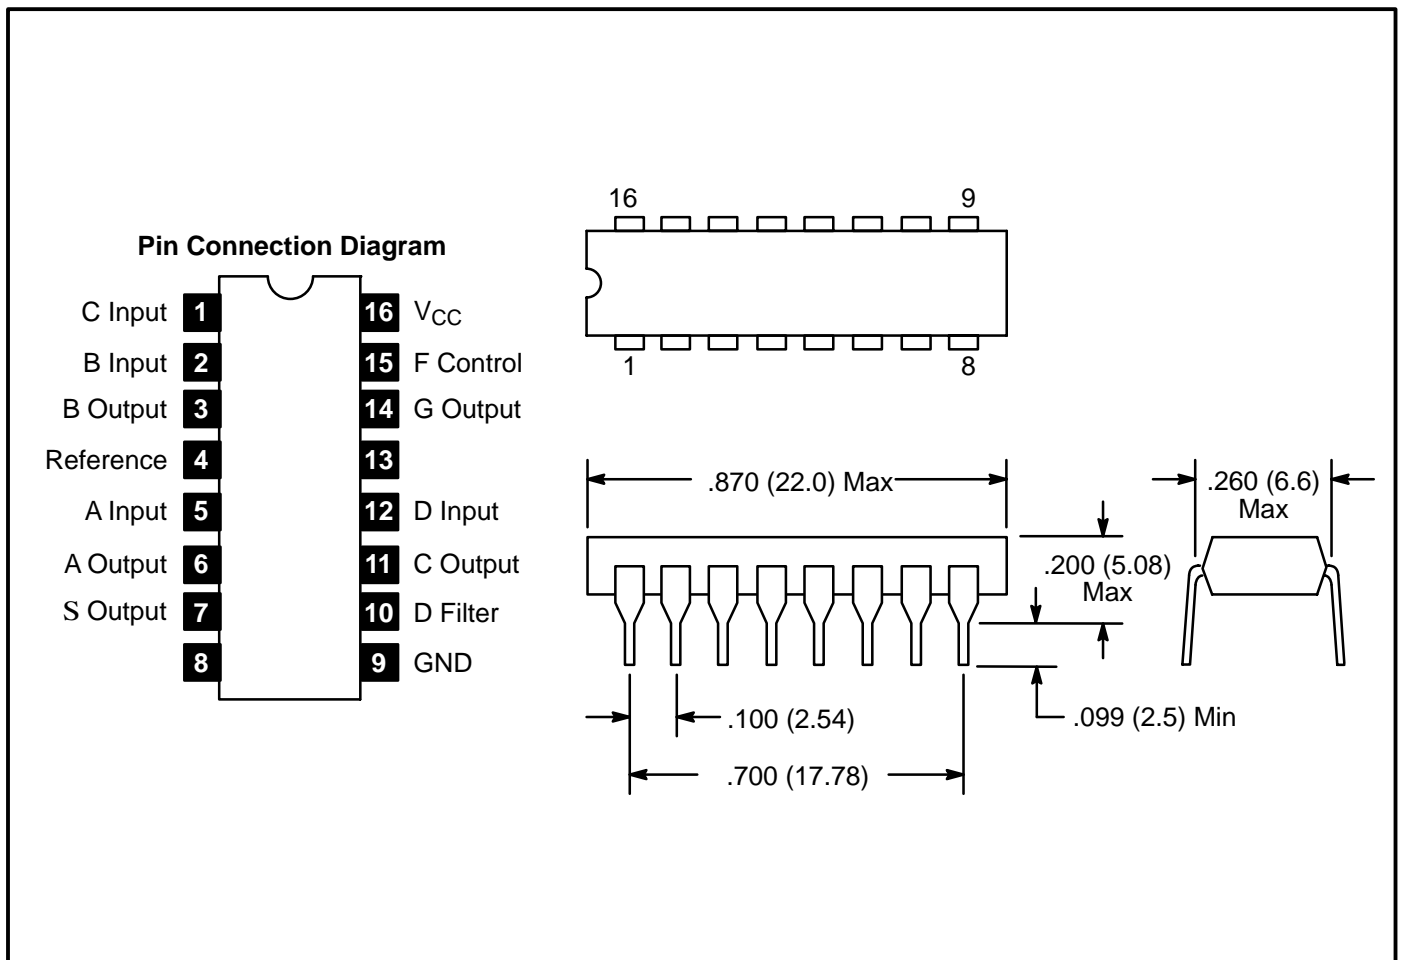 Pin Connection Diagram
C Input 1
B Input 2
B Output 3
Reference 4
A Input 5
A Output 6
S Output 7
8
16 VCC
15 F Control
14 G Output
13
12 D Input
11 C Output
10 D Filter
9 GND
16 9
1 8
.870 (22.0) Max
.260 (6.6)
Max
.200 (5.08)
Max
.100 (2.54)
.099 (2.5) Min
.700 (17.78)